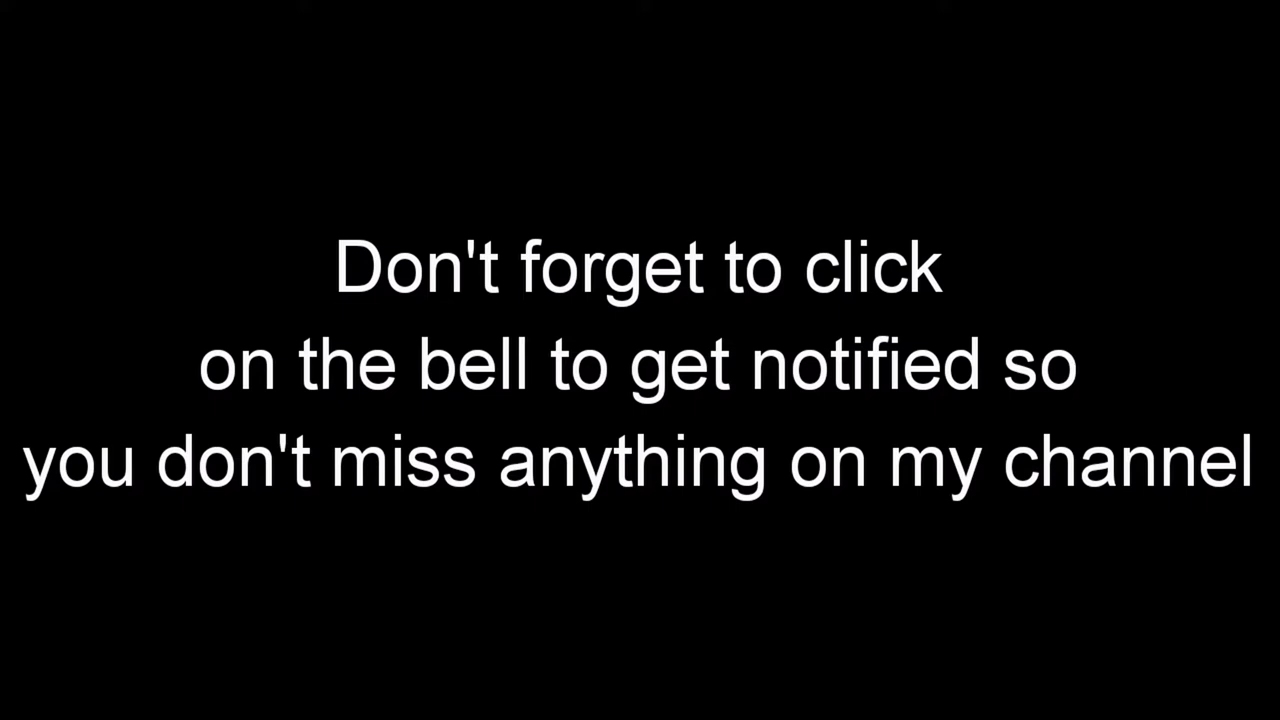 Don't forget to click
on the bell to get notified so
you don't miss anything on my channel